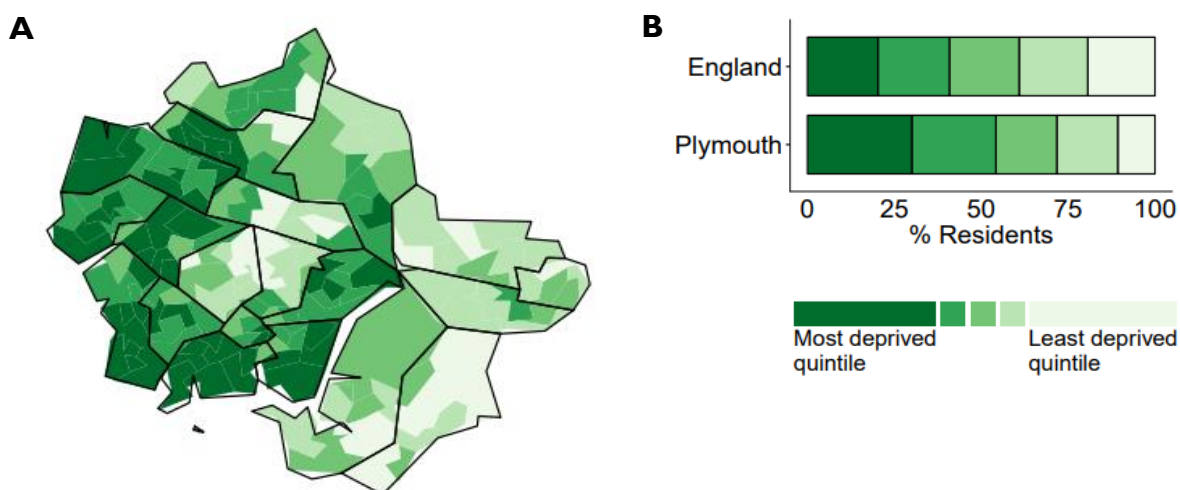 A
B
England
Plymouth
0 25 50 75 100
% Residents
Most deprived quintile
Least deprived quintile